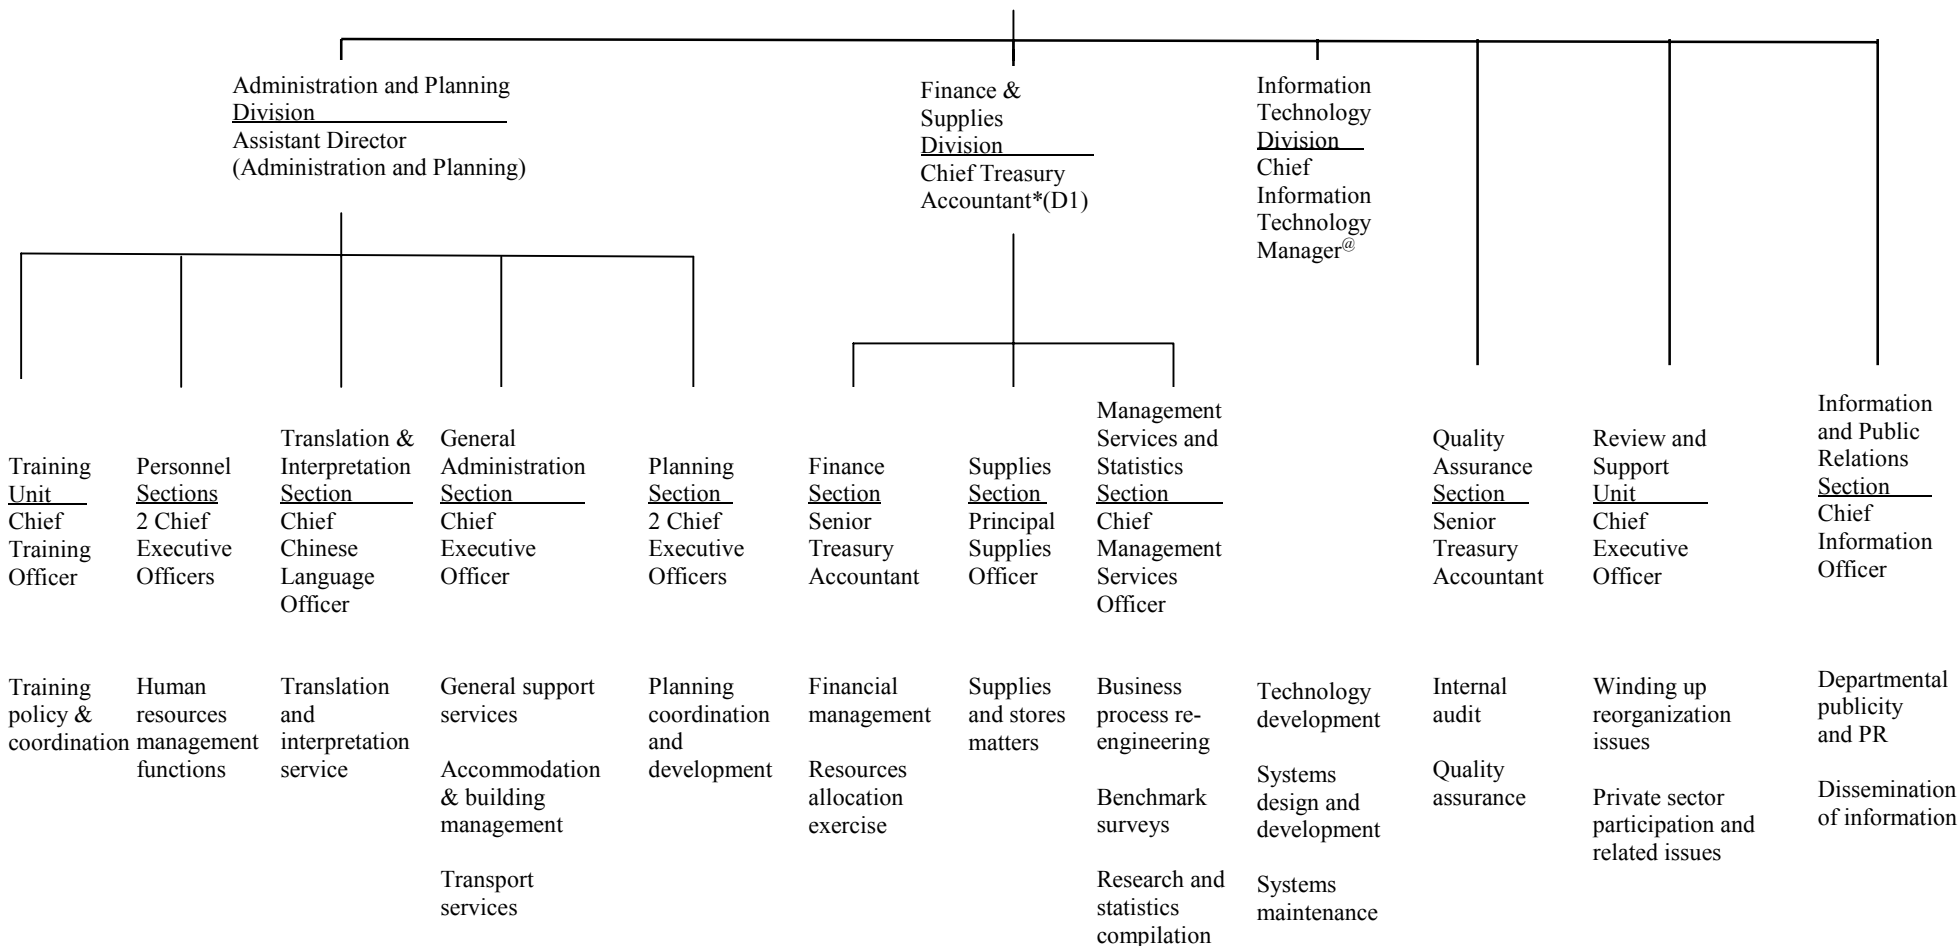 Administration and Planning
Division
Assistant Director
(Administration and Planning)
Finance &
Supplies
Division
Chief Treasury
Accountant*(D1)
Information
Technology
Division
Chief
Information
Technology
Manager@
Training
Unit
Chief
Training
Officer
Personnel
Sections
2 Chief
Executive
Officers
Translation &
Interpretation
Section
Chief
Chinese
Language
Officer
General
Administration
Section
Chief
Executive
Officer
Planning
Section
2 Chief
Executive
Officers
Finance
Section
Senior
Treasury
Accountant
Supplies
Section
Principal
Supplies
Officer
Management
Services and
Statistics
Section
Chief
Management
Services
Officer
Quality
Assurance
Section
Senior
Treasury
Accountant
Review and
Support
Unit
Chief
Executive
Officer
Information
and Public
Relations
Section
Chief
Information
Officer
Training
policy &
coordination
Human
resources
management
functions
Translation
and
interpretation
service
General support
services
Accommodation
& building
management
Transport
services
Planning
coordination
and
development
Financial
management
Resources
allocation
exercise
Supplies
and stores
matters
Business
process re-
engineering
Benchmark
surveys
Research and
statistics
compilation
Technology
development
Systems
design and
development
Systems
maintenance
Internal
audit
Quality
assurance
Winding up
reorganization
issues
Private sector
participation and
related issues
Departmental
publicity
and PR
Dissemination
of information